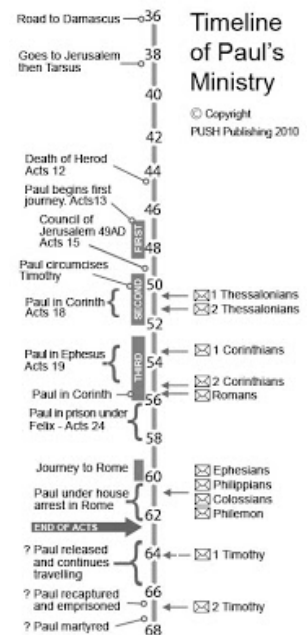 Timeline
of Paul's
Ministry
© Copyright
PUSH Publishing 2010
Road to Damascus
36
Goes to Jerusalem
then Tarsus
38
40
42
Death of Herod
Acts 12
44
Paul begins first
journey. Acts13
46
FIRST
Council of
Jerusalem 49AD
Acts 15
48
Paul circumcises
Timothy
50
SECOND
1 Thessalonians
2 Thessalonians
Paul in Corinth
Acts 18
52
THIRD
Paul in Ephesus
Acts 19
54
1 Corinthians
2 Corinthians
Paul in Corinth
56
Romans
Paul in prison under
Felix - Acts 24
58
Journey to Rome
60
Ephesians
Philippians
Colossians
Philemon
Paul under house
arrest in Rome
62
END OF ACTS
? Paul released
and continues
travelling
64
1 Timothy
66
? Paul recaptured
and emprisoned
2 Timothy
? Paul martyred
68